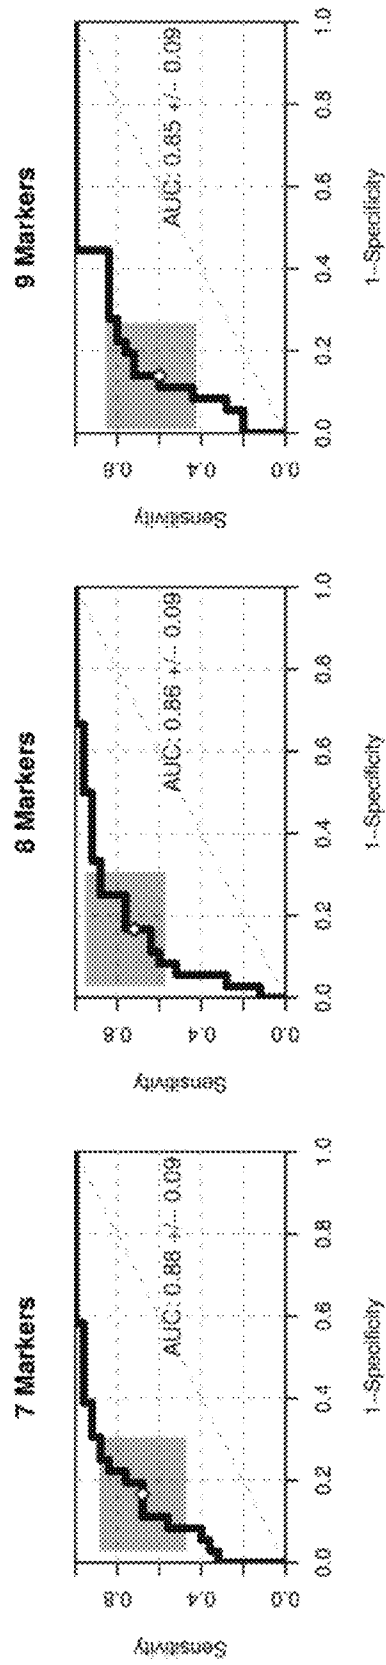 7 Markers
Sensitivity
0.8
0.4
0.0
AUC: 0.88 +/-- 0.09
0.0 0.2 0.4 0.6 0.8 1.0
1--Specificity
8 Markers
Sensitivity
0.8
0.4
0.0
AUC: 0.86 +/-- 0.09
0.0 0.2 0.4 0.6 0.8 1.0
1--Specificity
9 Markers
Sensitivity
0.8
0.4
0.0
AUC: 0.85 +/-- 0.09
0.0 0.2 0.4 0.6 0.8 1.0
1--Specificity